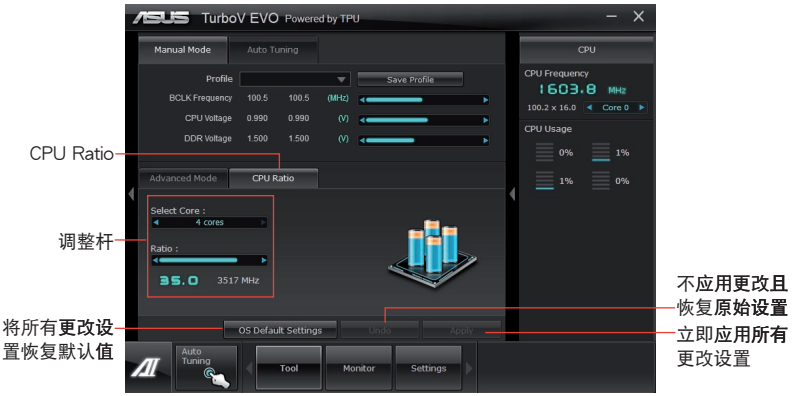 ASUS TurboV EVO Powered by TPU
Manual Mode Auto Tuning
Profile Save Profile
BCLK Frequency 100.5 100.5 (MHz)
CPU Voltage 0.990 0.990 (V)
DDR Voltage 1.500 1.500 (V)
CPU
CPU Frequency
1603.8 MHz
100.2 x 16.0 Core 0
CPU Usage
0% 1%
1% 0%
CPU Ratio
Advanced Mode CPU Ratio
Select Core :
4 cores
调整杆
Ratio :
35.0 3517 MHz
不应用更改且
恢复原始设置
将所有更改设
置恢复默认值
OS Default Settings Undo Apply
立即应用所有
更改设置
AI
Auto
Tuning
Tool Monitor Settings